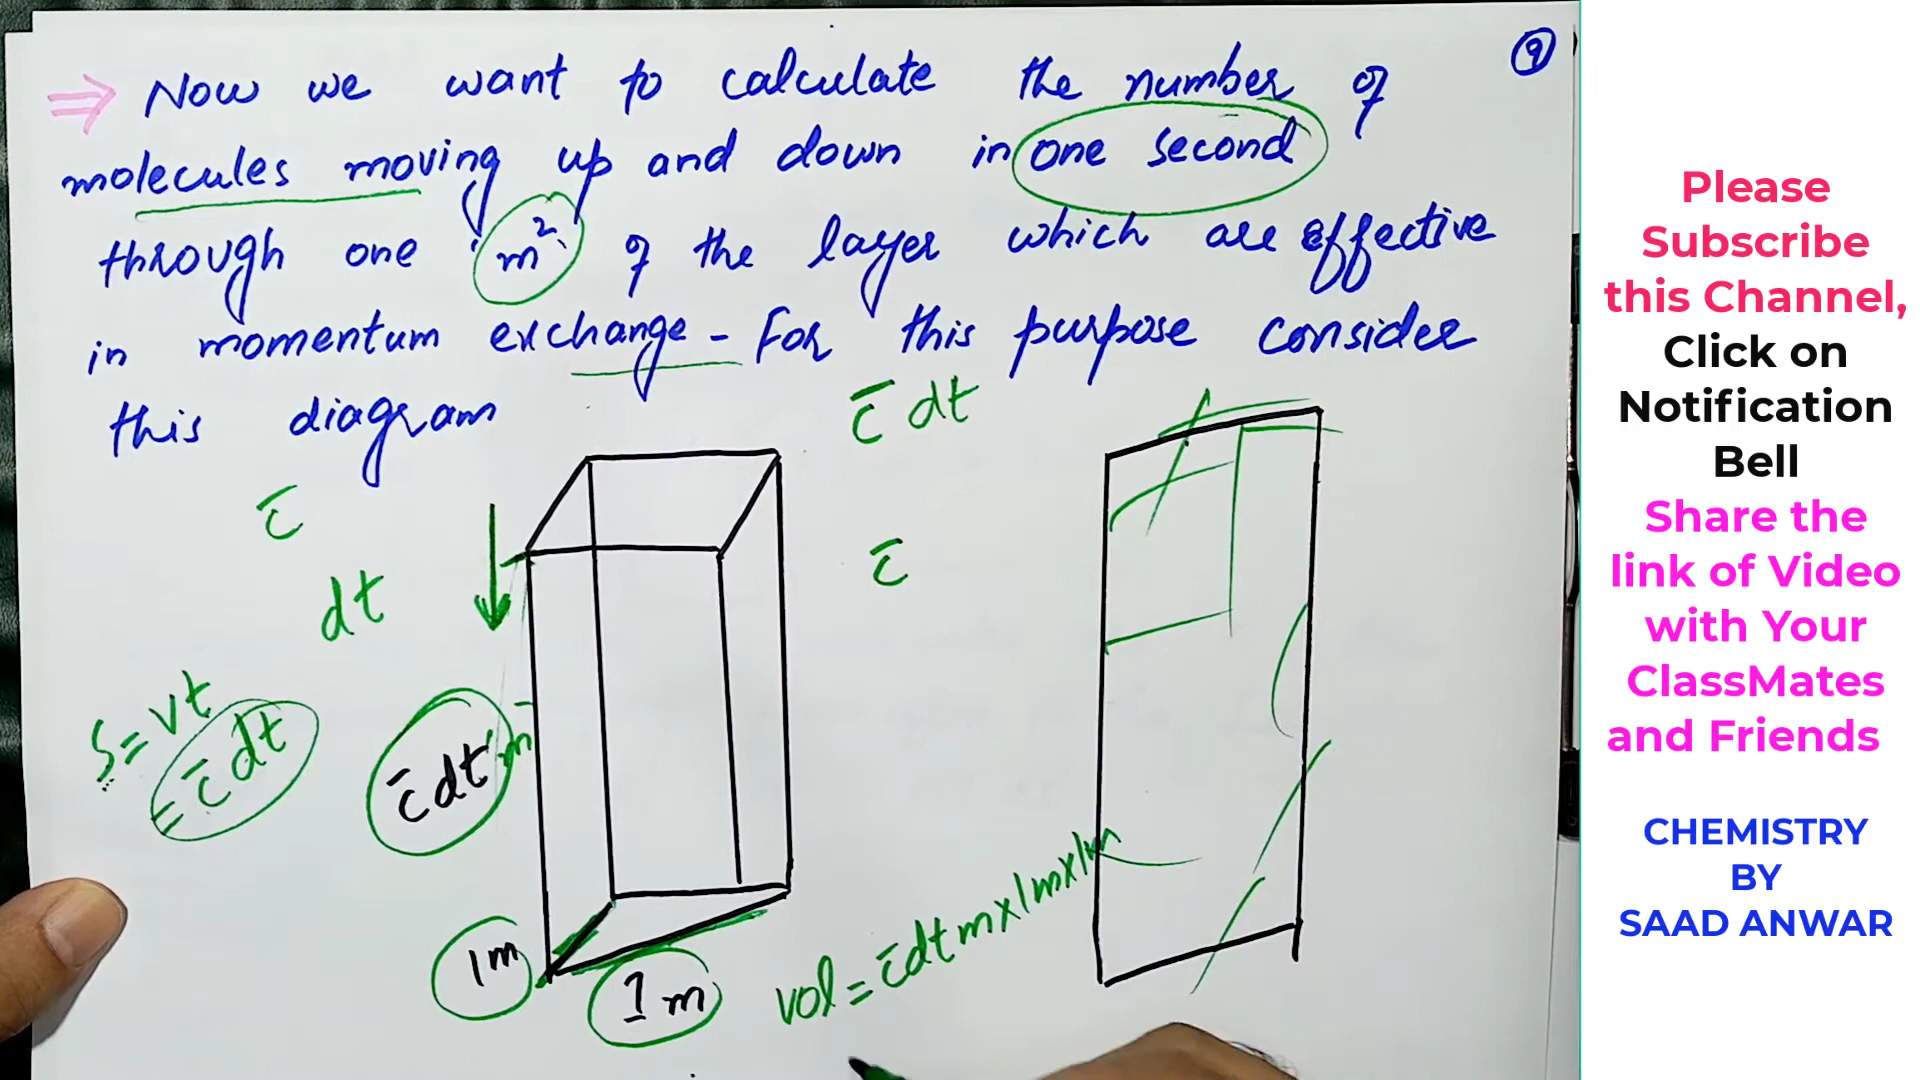 9
⇒ Now we want to calculate the number of
molecules moving up and down in one second
through one m² of the layer which are effective
in momentum exchange - For this purpose consider
this diagram
c̄ dt
c̄
c̄
dt
S = vt
= c̄dt
c̄dt m
1m
1m
vol = c̄dt m x 1m x 1m
Please
Subscribe
this Channel,
Click on
Notification
Bell
Share the
link of Video
with Your
ClassMates
and Friends
CHEMISTRY
BY
SAAD ANWAR